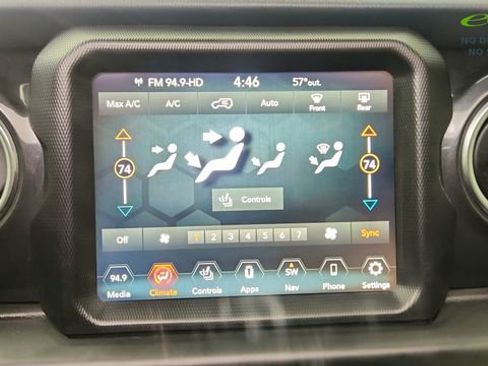 FM 94.9-HD 4:46 57°out.
Max A/C A/C Auto Front Rear
74 74
Controls
Off 1 2 3 4 5 6 7 Sync
94.9 SW
Media Climate Controls Apps Nav Phone Settings